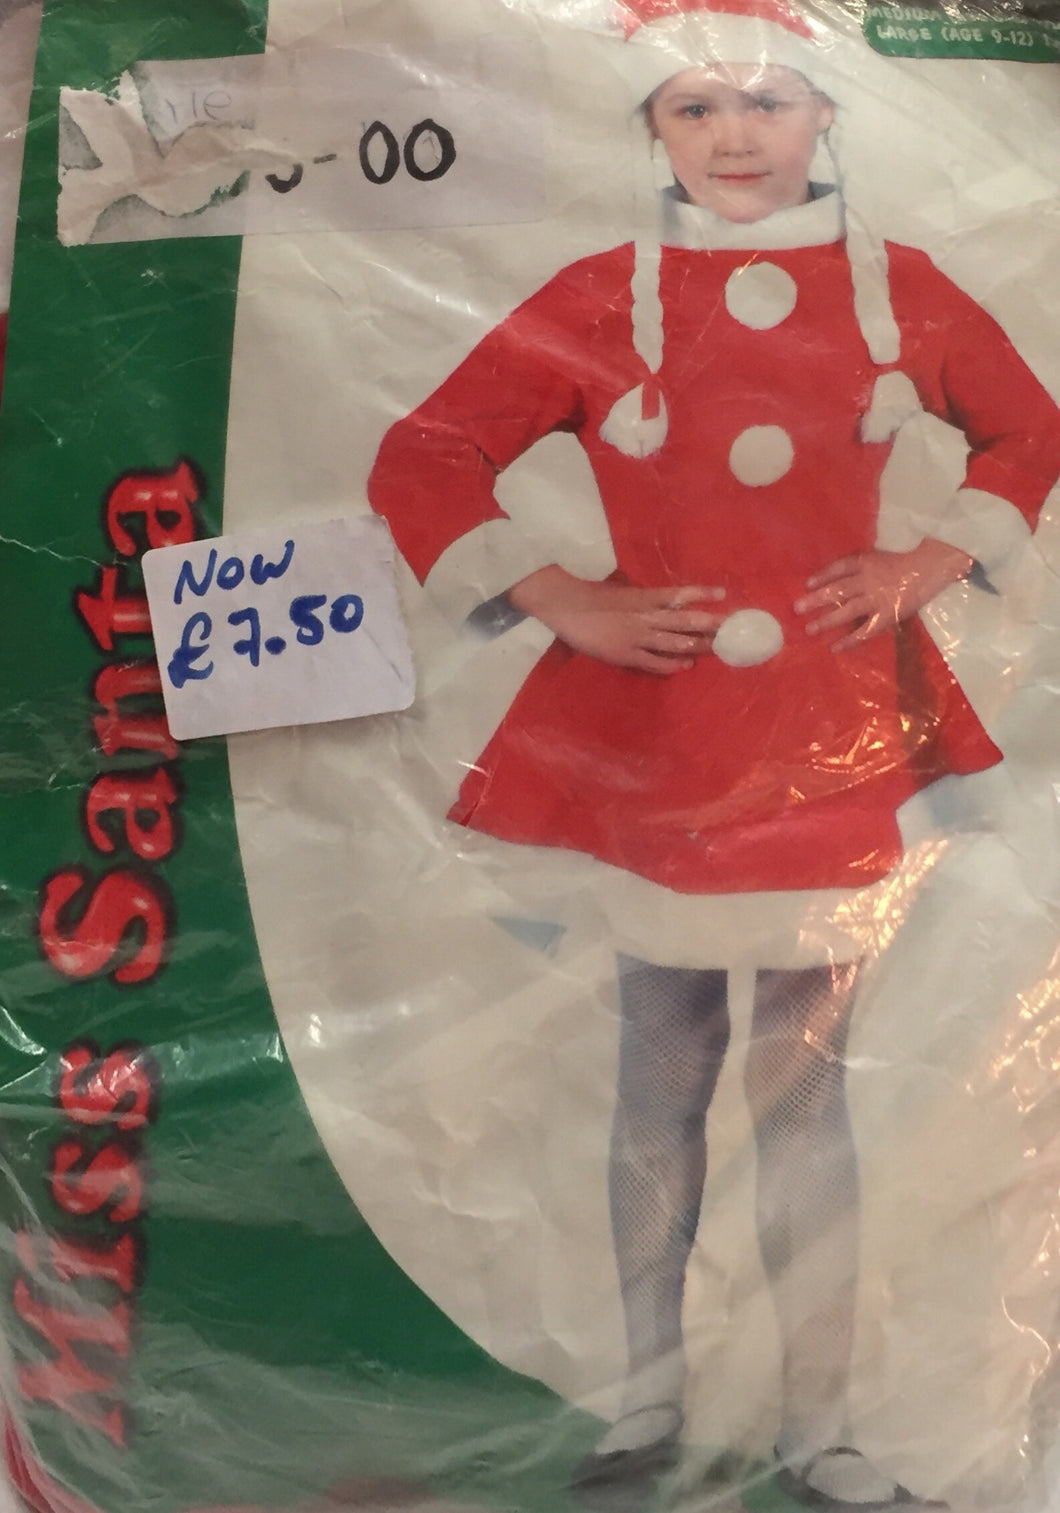 LARGE (AGE 9-12)
-00
NOW
£7.50
Miss Santa